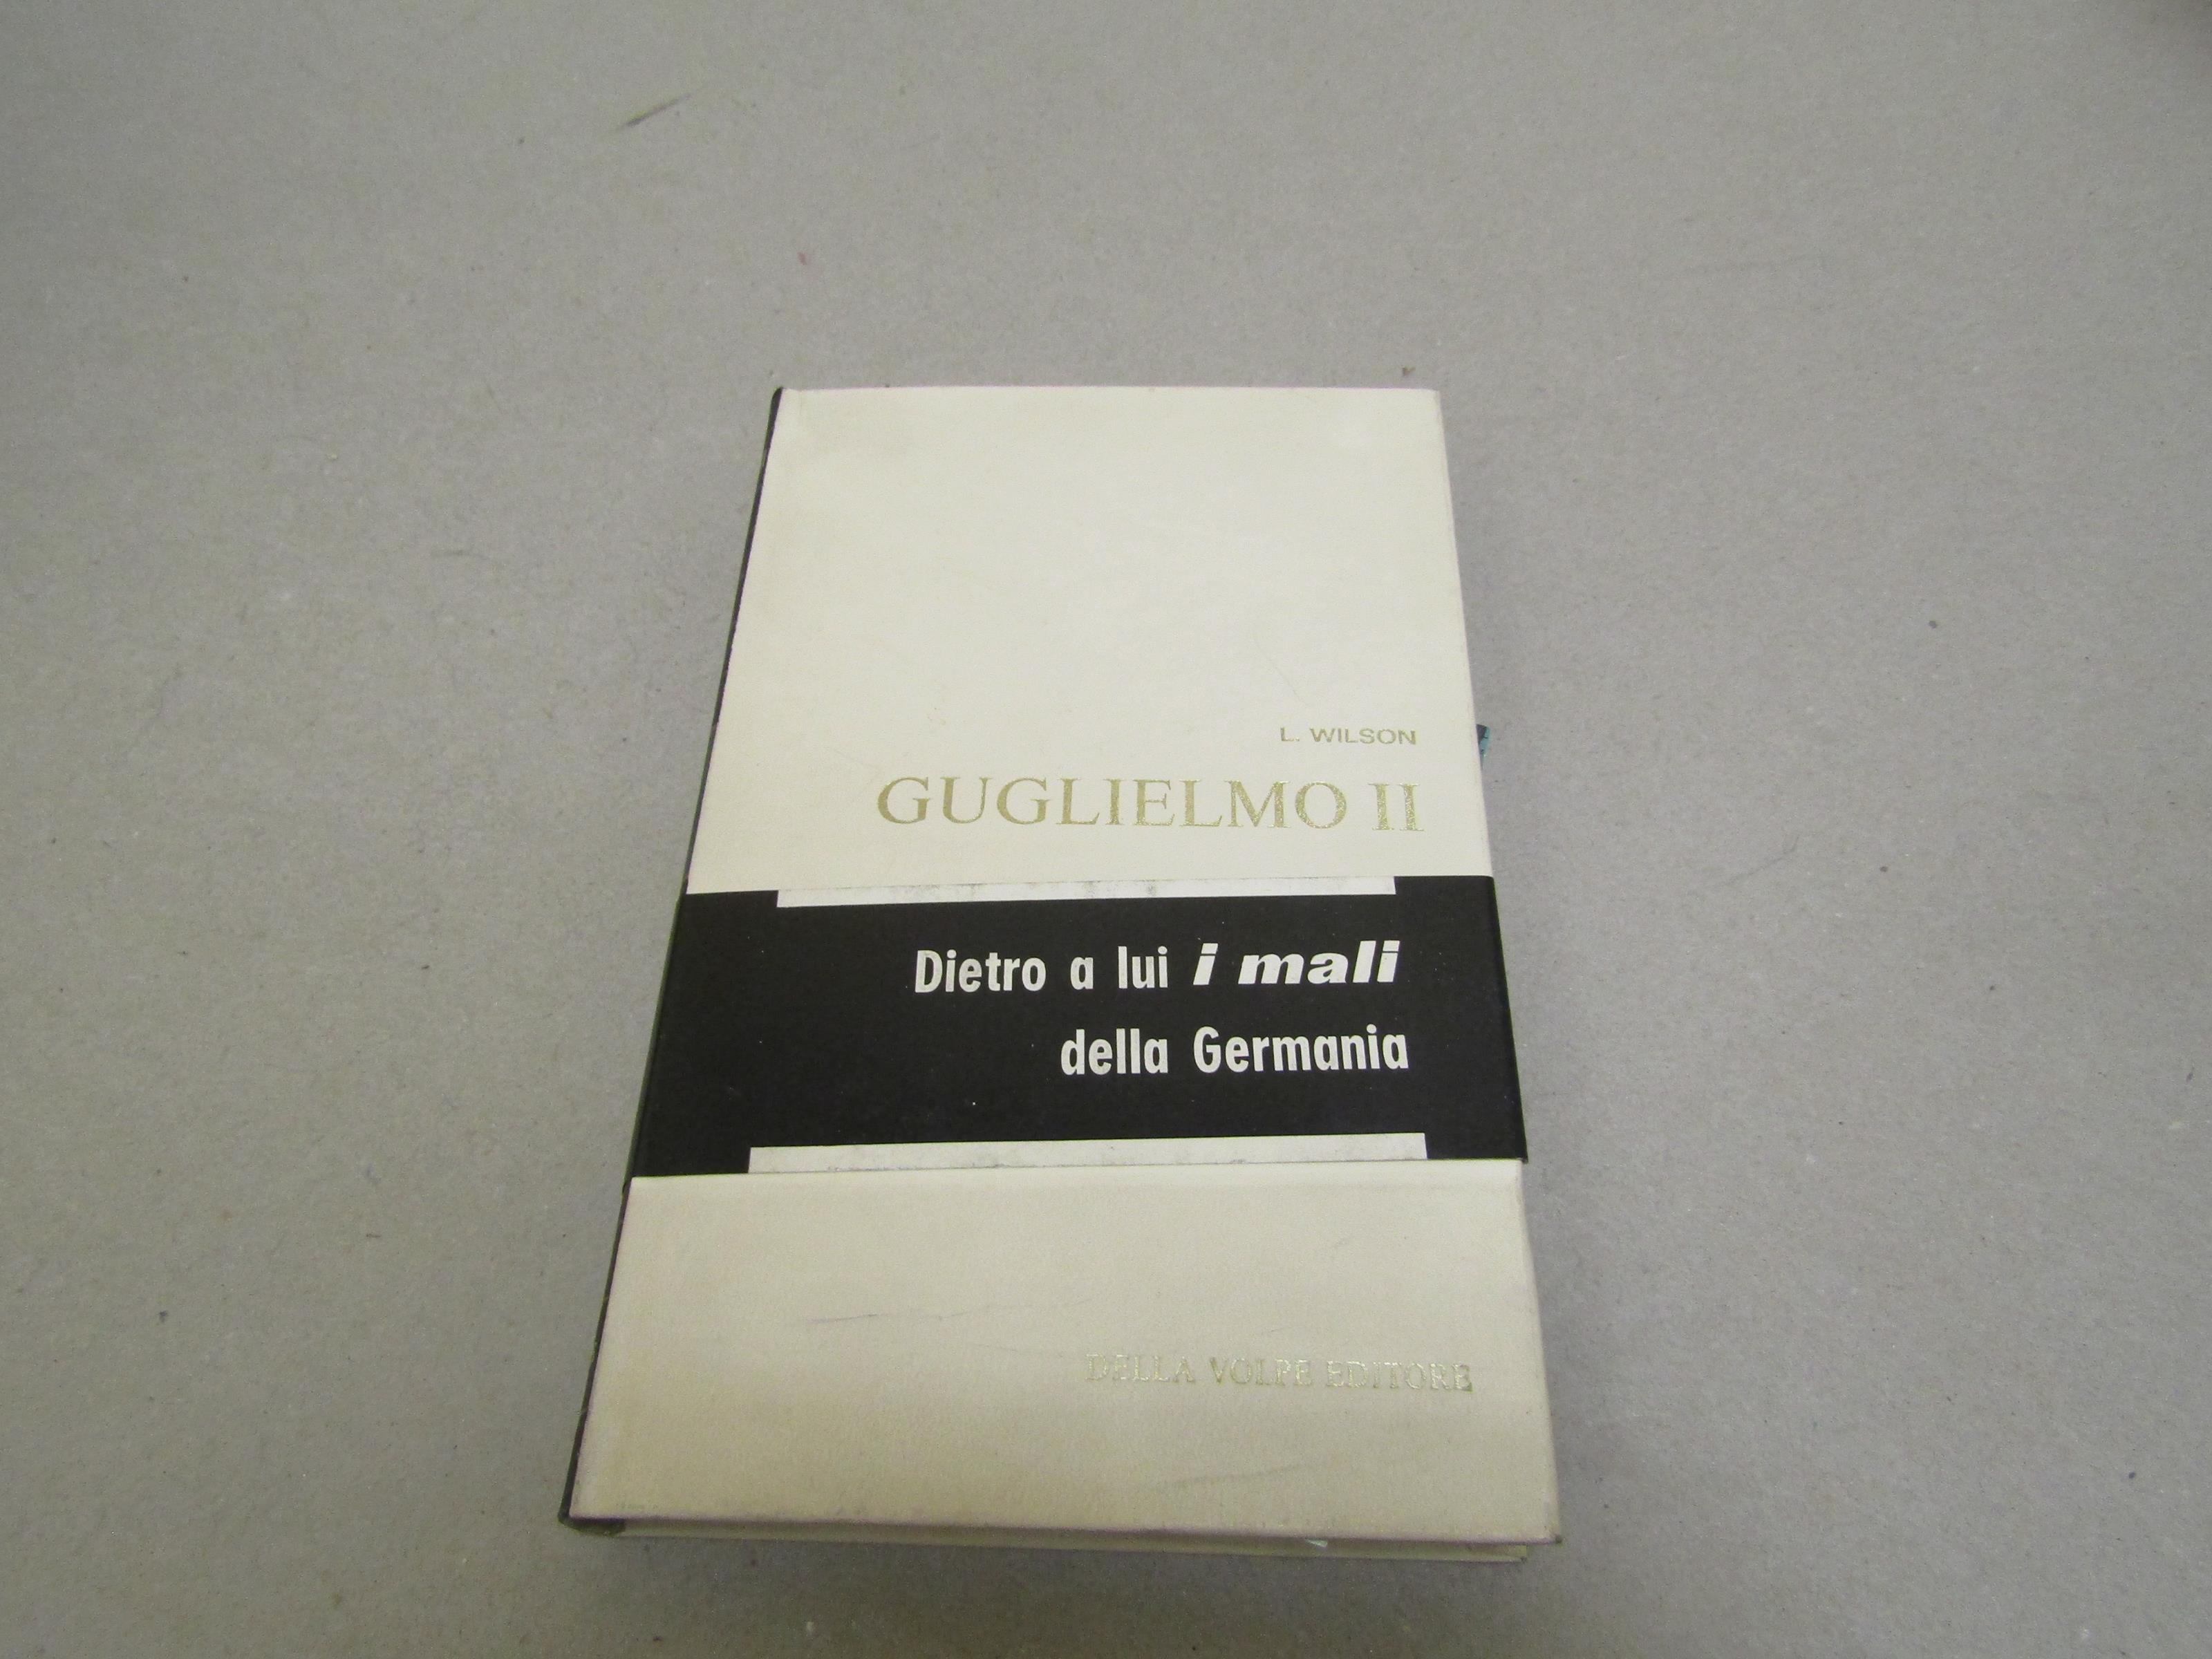 L. WILSON
GUGLIELMO II
Dietro a lui i mali
della Germania
DELLA VOLPE EDITORE